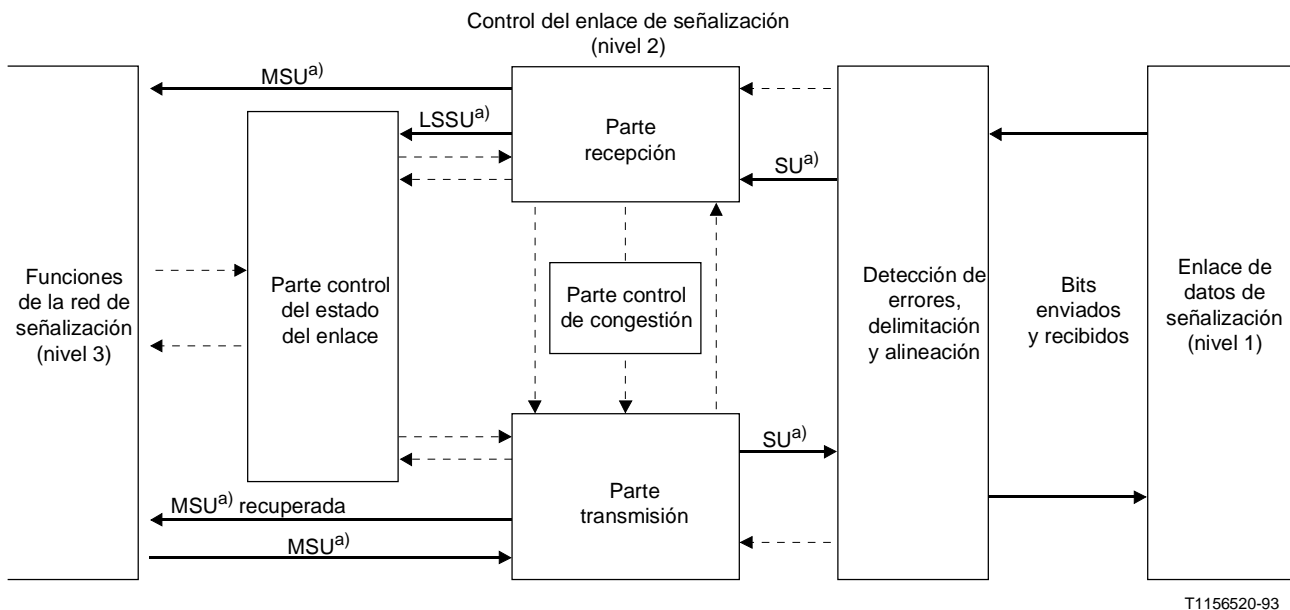 Control del enlace de señalización
(nivel 2)
MSUa)
LSSUa)
Parte
recepción
SUa)
Funciones
de la red de
señalización
(nivel 3)
Parte control
del estado
del enlace
Parte control
de congestión
Detección de
errores,
delimitación
y alineación
Bits
enviados
y recibidos
Enlace de
datos de
señalización
(nivel 1)
SUa)
MSUa) recuperada
Parte
transmisión
MSUa)
T1156520-93